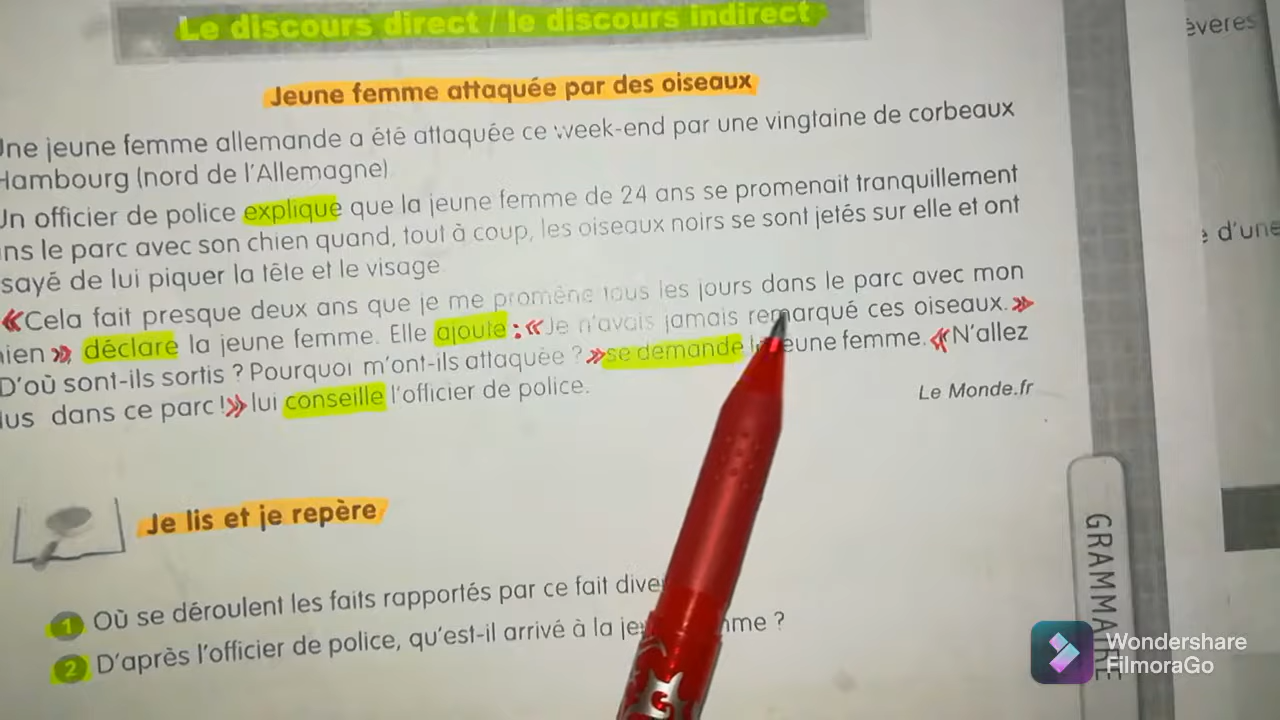 Le discours direct / le discours indirect
Jeune femme attaquée par des oiseaux
Une jeune femme allemande a été attaquée ce week-end par une vingtaine de corbeaux
Hambourg (nord de l'Allemagne)
Un officier de police explique que la jeune femme de 24 ans se promenait tranquillement
ns le parc avec son chien quand, tout à coup, les oiseaux noirs se sont jetés sur elle et ont
sayé de lui piquer la tête et le visage
«Cela fait presque deux ans que je me promène tous les jours dans le parc avec mon
ien» déclare la jeune femme. Elle ajoute :«Je n'avais jamais remarqué ces oiseaux.»
D'où sont-ils sortis ? Pourquoi m'ont-ils attaquée ?» se demande jeune femme. «N'allez
lus dans ce parc !» lui conseille l'officier de police.
Le Monde.fr
Je lis et je repère
1 Où se déroulent les faits rapportés par ce fait
2 D'après l'officier de police, qu'est-il arrivé à la ?
GRAMMAIRE
èveres
d'une
Wondershare
FilmoraGo